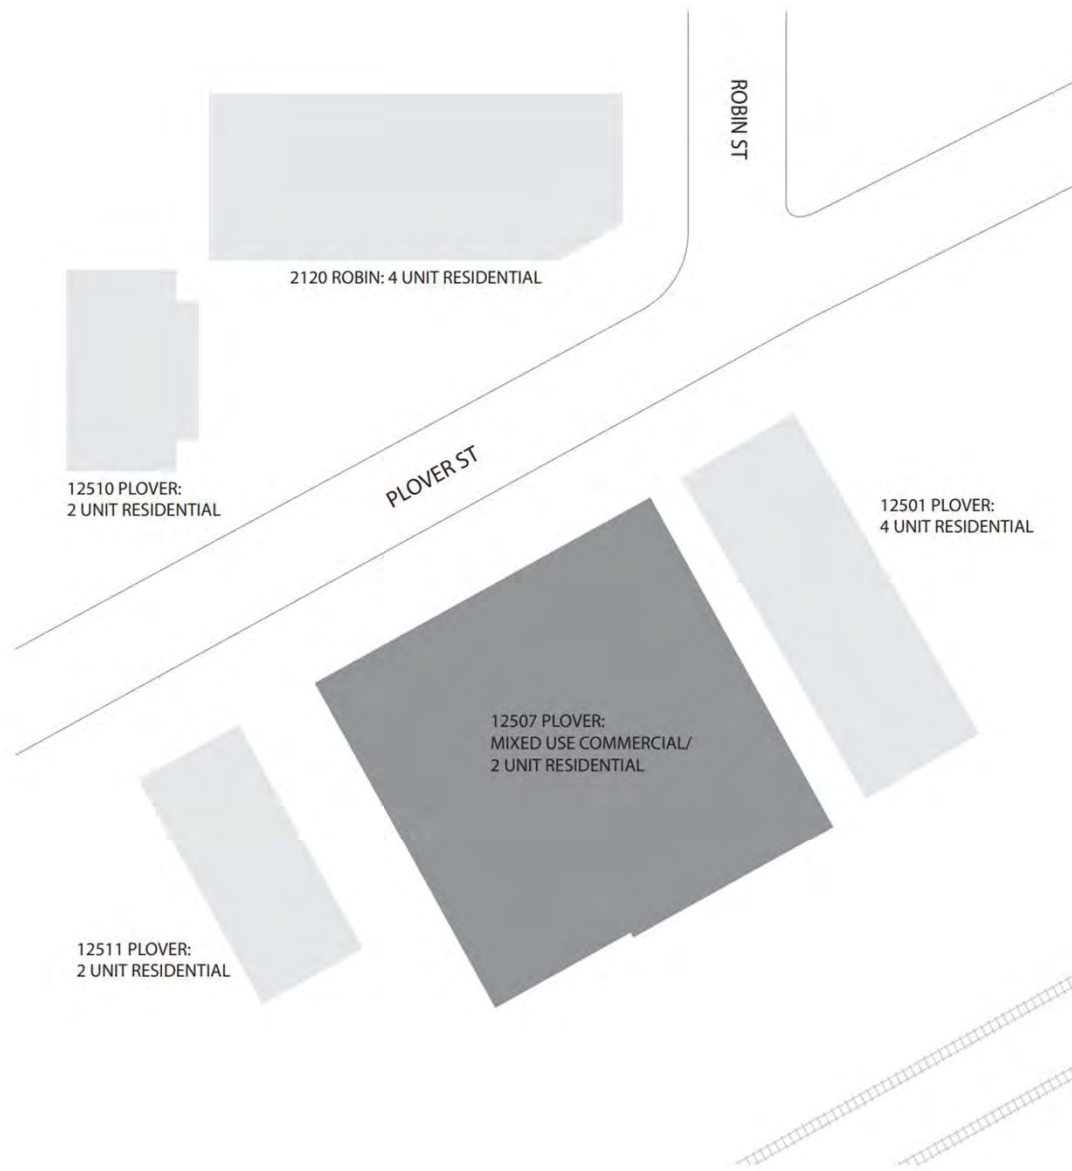 ROBIN ST
2120 ROBIN: 4 UNIT RESIDENTIAL
PLOVER ST
12510 PLOVER:
2 UNIT RESIDENTIAL
12501 PLOVER:
4 UNIT RESIDENTIAL
12507 PLOVER:
MIXED USE COMMERCIAL/
2 UNIT RESIDENTIAL
12511 PLOVER:
2 UNIT RESIDENTIAL